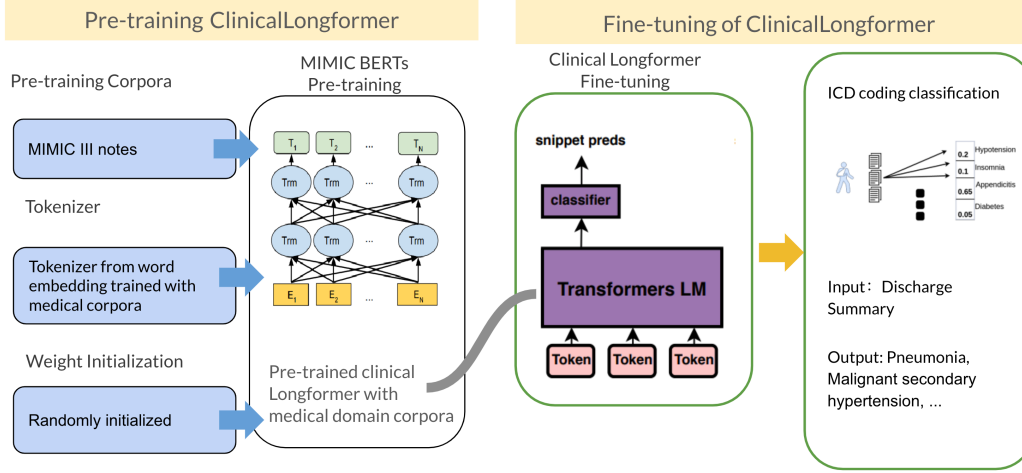 Pre-training ClinicalLongformer
Pre-training Corpora
MIMIC III notes
Tokenizer
Tokenizer from word
embedding trained with
medical corpora
Weight Initialization
Randomly initialized
MIMIC BERTs
Pre-training
T1 T2 ... TN
Trm Trm ... Trm
Trm Trm ... Trm
E1 E2 ... EN
Pre-trained clinical
Longformer with
medical domain corpora
Fine-tuning of ClinicalLongformer
Clinical Longformer
Fine-tuning
snippet preds
classifier
Transformers LM
Token Token Token
ICD coding classification
0.2 Hypotension
0.1 Insomnia
0.65 Appendicitis
0.05 Diabetes
Input: Discharge
Summary
Output: Pneumonia,
Malignant secondary
hypertension, ...